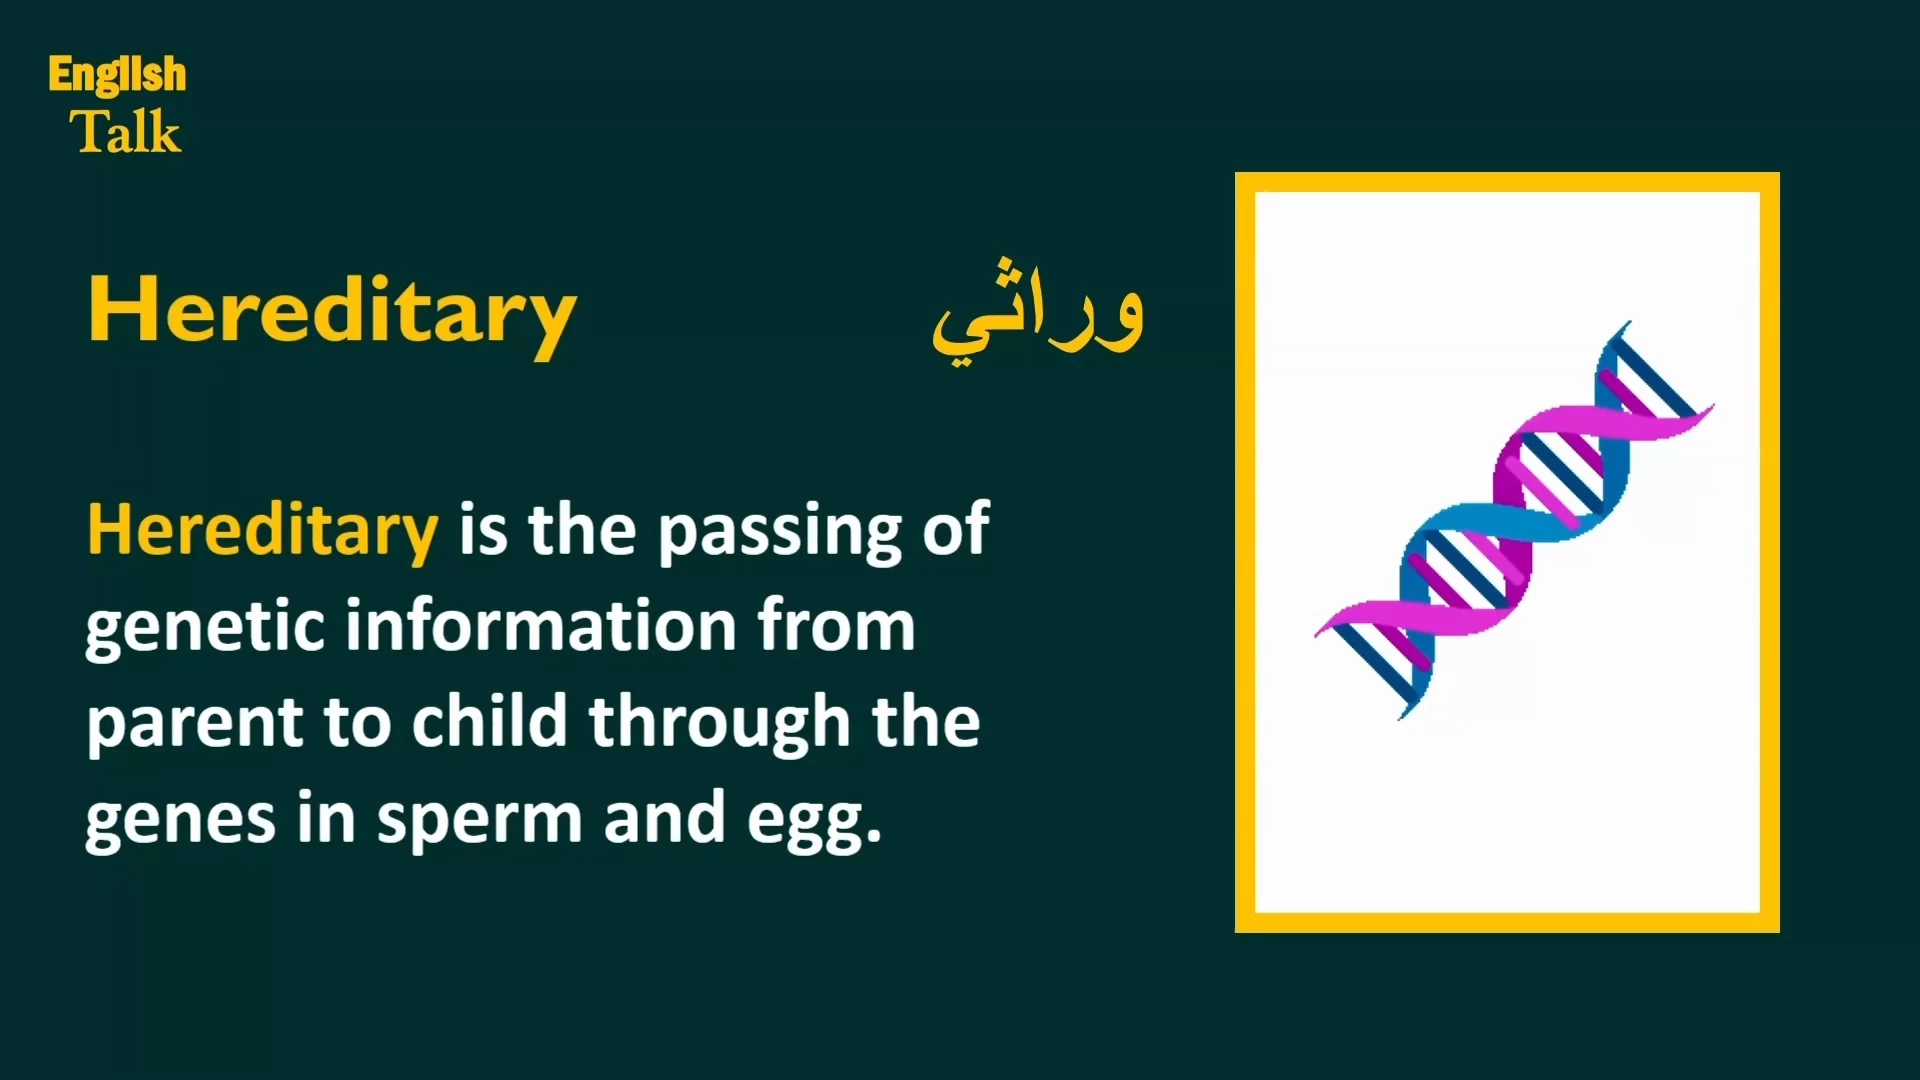 English
Talk
Hereditary وراثي
Hereditary is the passing of
genetic information from
parent to child through the
genes in sperm and egg.